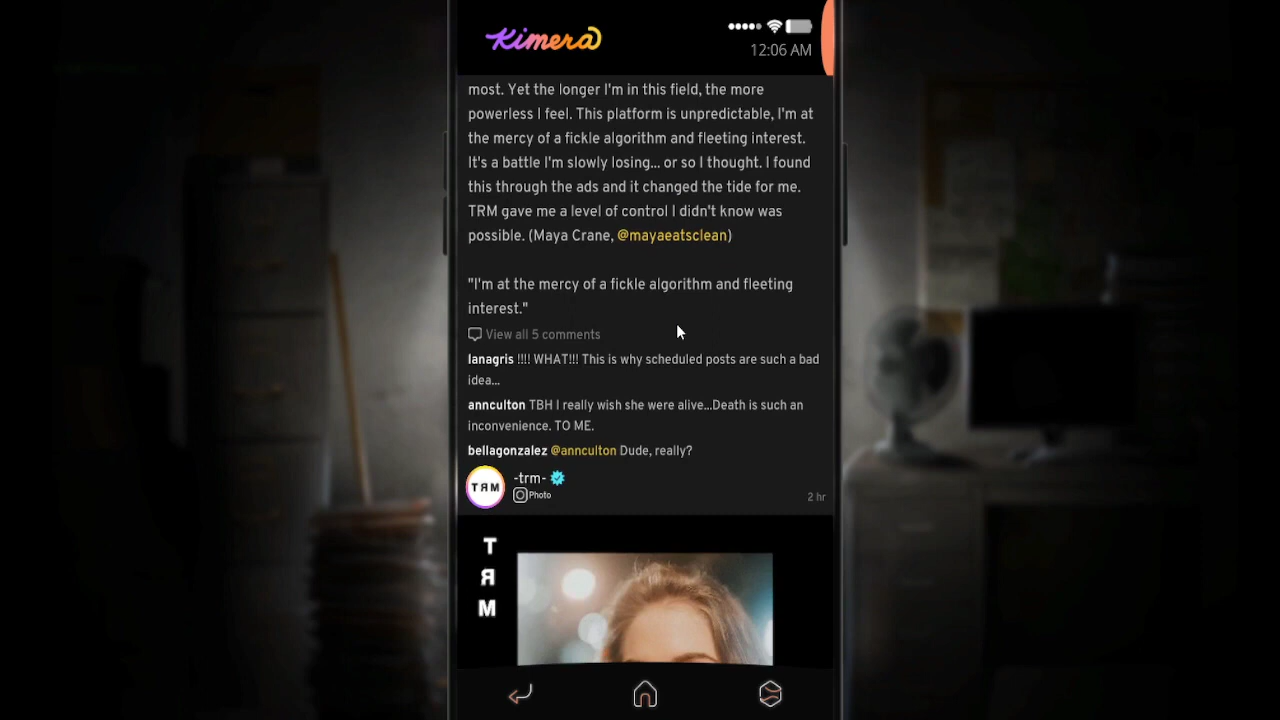 Kimera
12:06 AM
most. Yet the longer I'm in this field, the more
powerless I feel. This platform is unpredictable, I'm at
the mercy of a fickle algorithm and fleeting interest.
It's a battle I'm slowly losing... or so I thought. I found
this through the ads and it changed the tide for me.
TRM gave me a level of control I didn't know was
possible. (Maya Crane, @mayaeatsclean)
"I'm at the mercy of a fickle algorithm and fleeting
interest."
View all 5 comments
lanagris !!!! WHAT!!! This is why scheduled posts are such a bad
idea...
annculton TBH I really wish she were alive...Death is such an
inconvenience. TO ME.
bellagonzalez @annculton Dude, really?
TЯM
-trm-
Photo
2 hr
T
Я
M